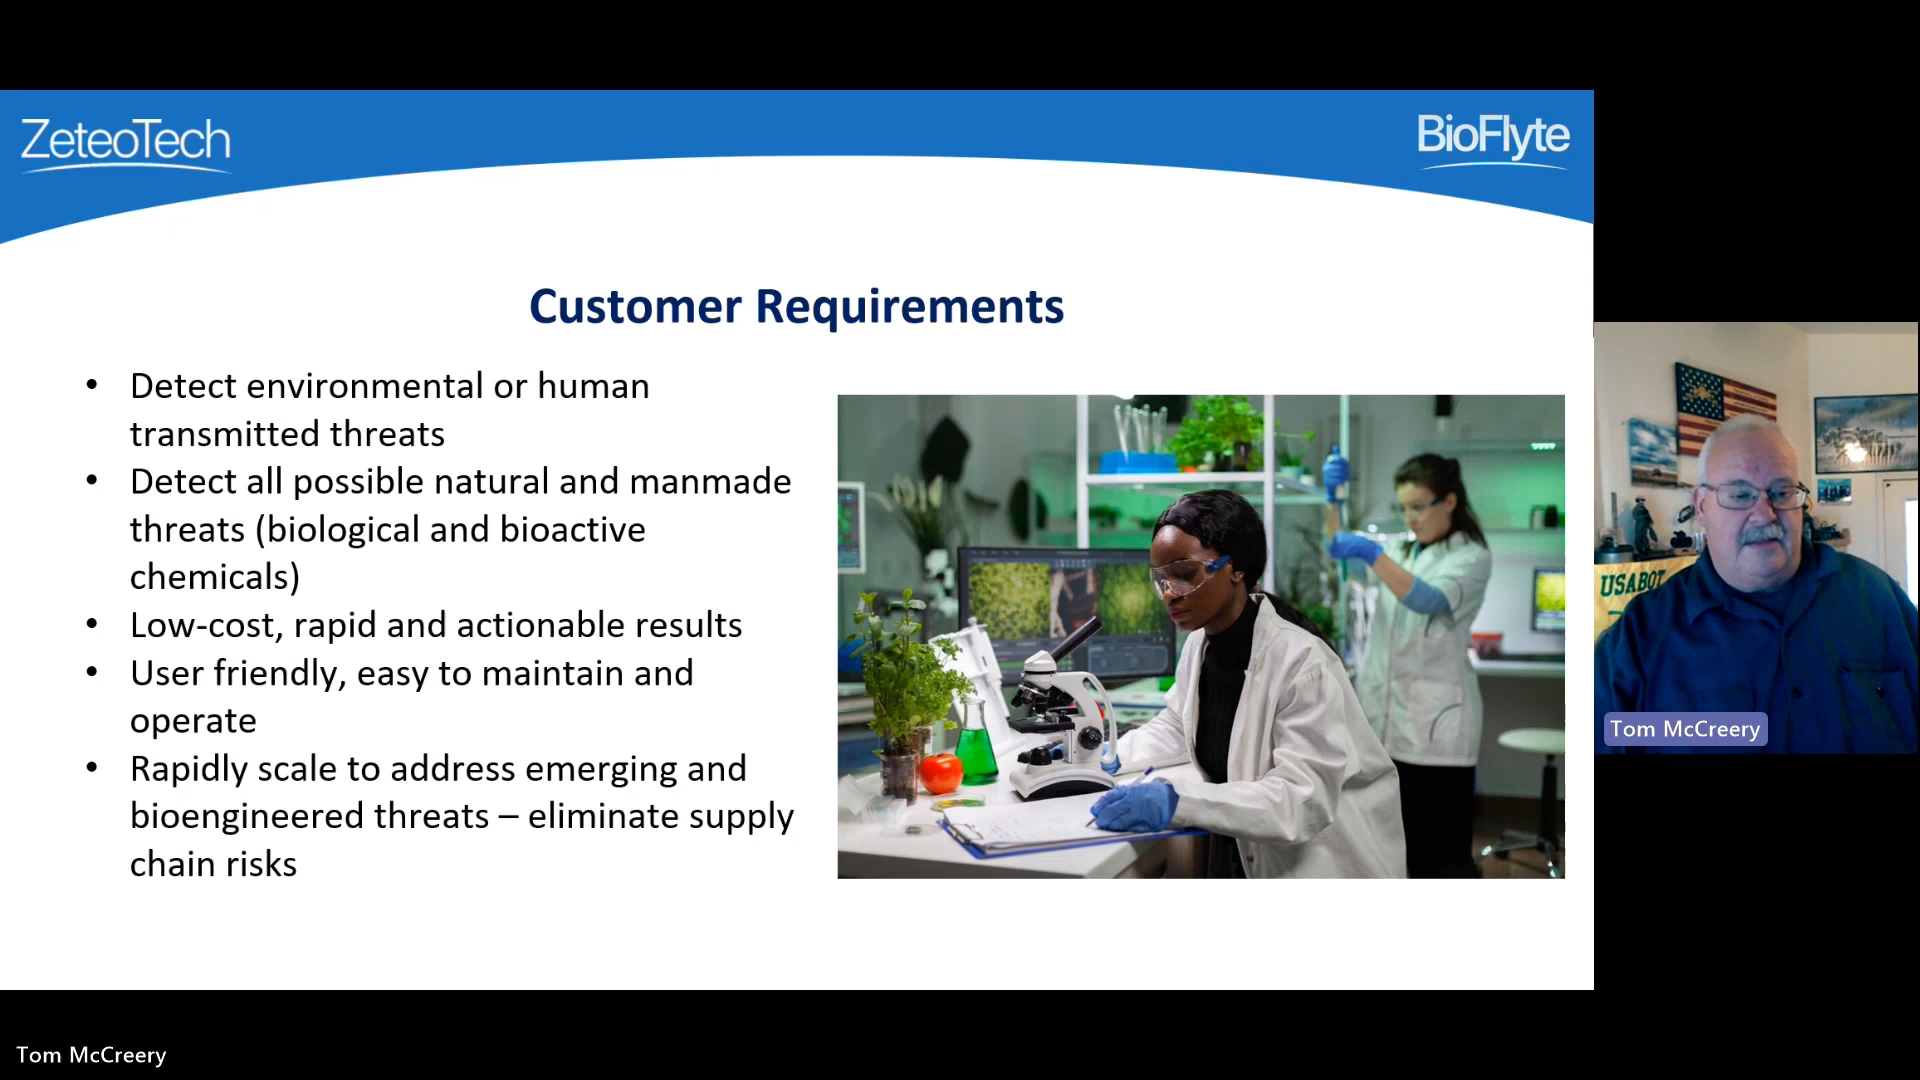 ZeteoTech
BioFlyte
Customer Requirements
• Detect environmental or human
transmitted threats
• Detect all possible natural and manmade
threats (biological and bioactive
chemicals)
• Low-cost, rapid and actionable results
• User friendly, easy to maintain and
operate
• Rapidly scale to address emerging and
bioengineered threats – eliminate supply
chain risks
USABOT
Tom McCreery
Tom McCreery